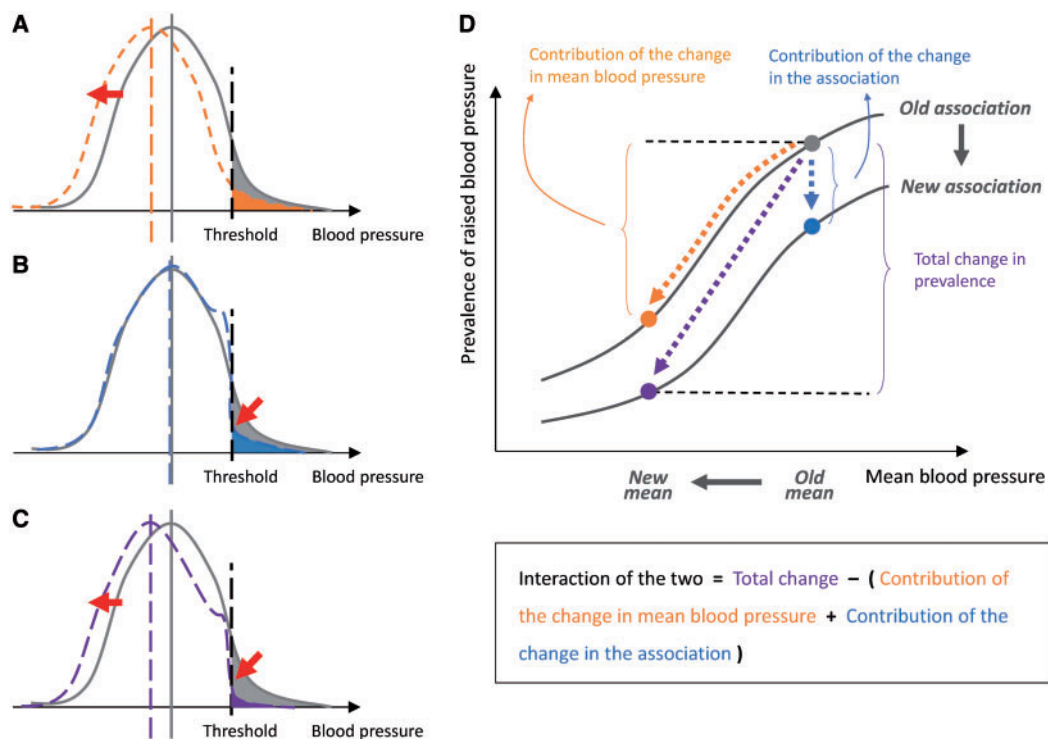 A
Threshold
Blood pressure
B
Threshold
Blood pressure
C
Threshold
Blood pressure
D
Prevalence of raised blood pressure
Contribution of the change
in mean blood pressure
Contribution of the change
in the association
Old association
New association
Total change in
prevalence
New
mean
Old
mean
Mean blood pressure
Interaction of the two = Total change – ( Contribution of
the change in mean blood pressure + Contribution of the
change in the association )